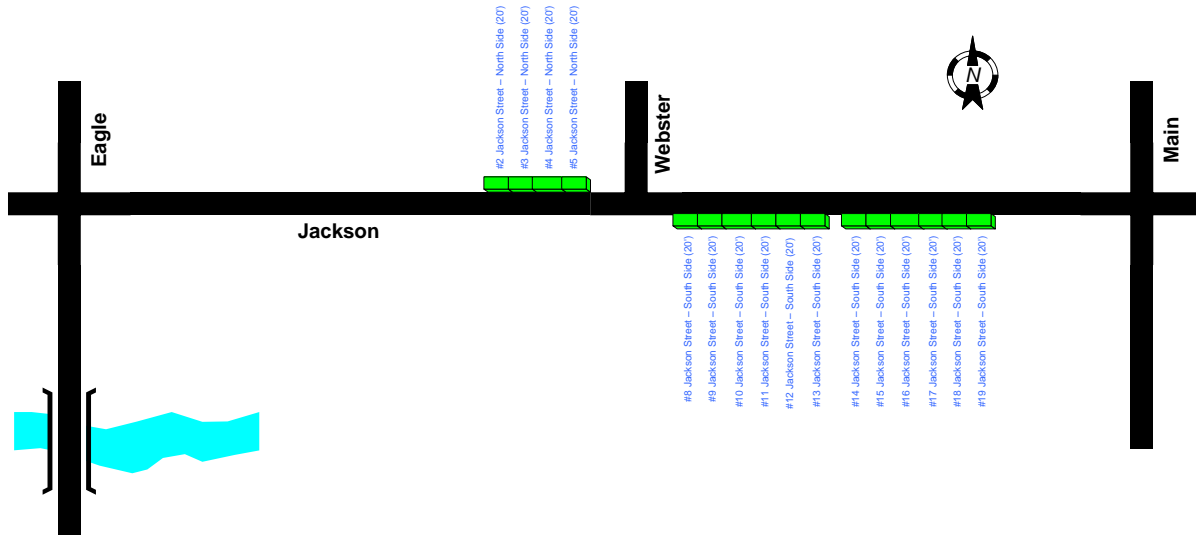 #2 Jackson Street – North Side (20')
#3 Jackson Street – North Side (20')
#4 Jackson Street – North Side (20')
#5 Jackson Street – North Side (20')
N
Eagle
Webster
Main
Jackson
#8 Jackson Street – South Side (20')
#9 Jackson Street – South Side (20')
#10 Jackson Street – South Side (20')
#11 Jackson Street – South Side (20')
#12 Jackson Street – South Side (20')
#13 Jackson Street – South Side (20')
#14 Jackson Street – South Side (20')
#15 Jackson Street – South Side (20')
#16 Jackson Street – South Side (20')
#17 Jackson Street – South Side (20')
#18 Jackson Street – South Side (20')
#19 Jackson Street – South Side (20')